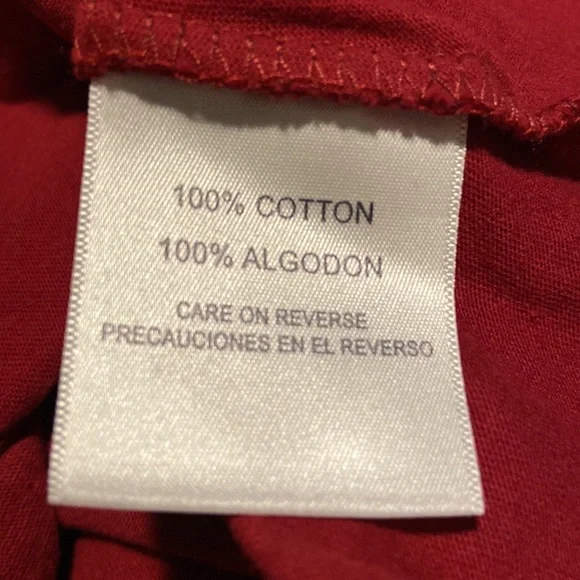 100% COTTON
100% ALGODON
CARE ON REVERSE
PRECAUCIONES EN EL REVERSO